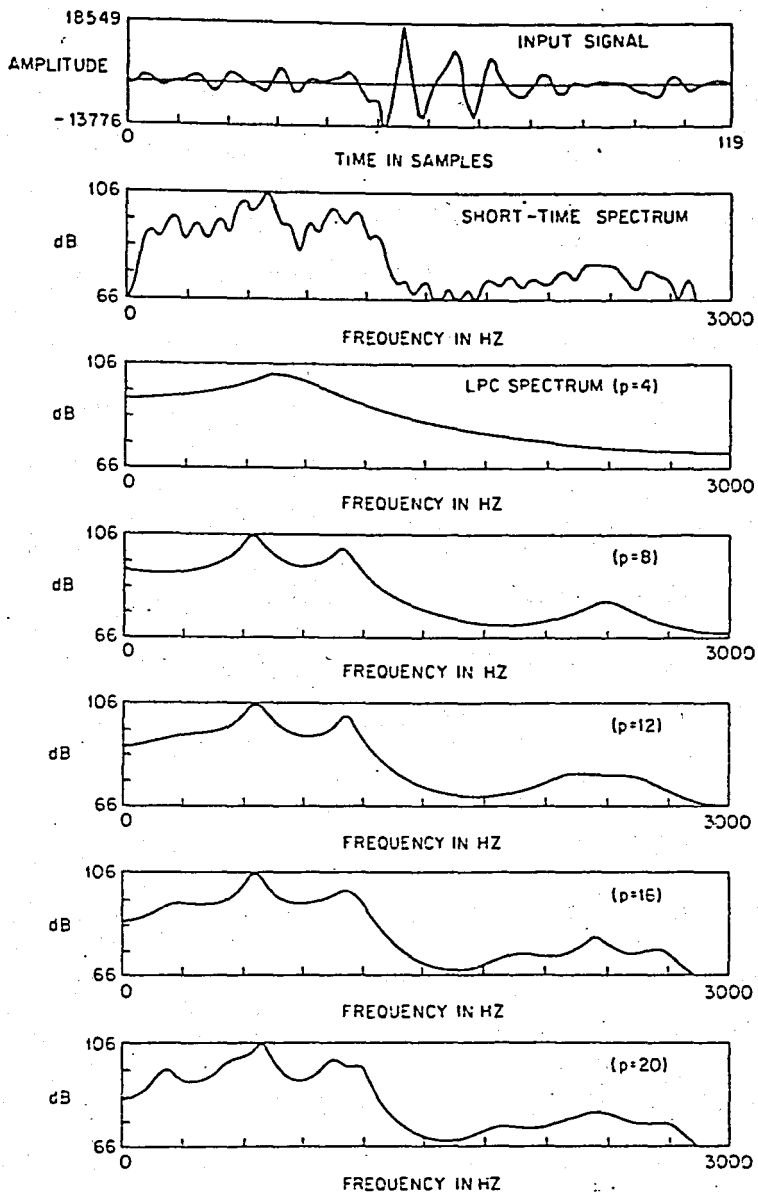 18549
INPUT SIGNAL
AMPLITUDE
-13776
0 119
TIME IN SAMPLES
106
SHORT-TIME SPECTRUM
dB
66
0 3000
FREQUENCY IN HZ
106
LPC SPECTRUM (p=4)
dB
66
0 3000
FREQUENCY IN HZ
106
(p=8)
dB
66
0 3000
FREQUENCY IN HZ
106
(p=12)
dB
66
0 3000
FREQUENCY IN HZ
106
(p=16)
dB
66
0 3000
FREQUENCY IN HZ
106
(p=20)
dB
66
0 3000
FREQUENCY IN HZ